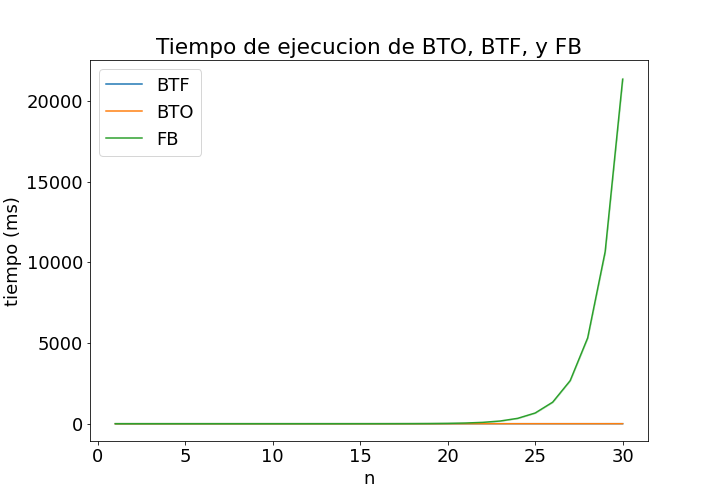 Tiempo de ejecucion de BTO, BTF, y FB
BTF
BTO
FB
20000
15000
10000
5000
0
tiempo (ms)
0 5 10 15 20 25 30
n